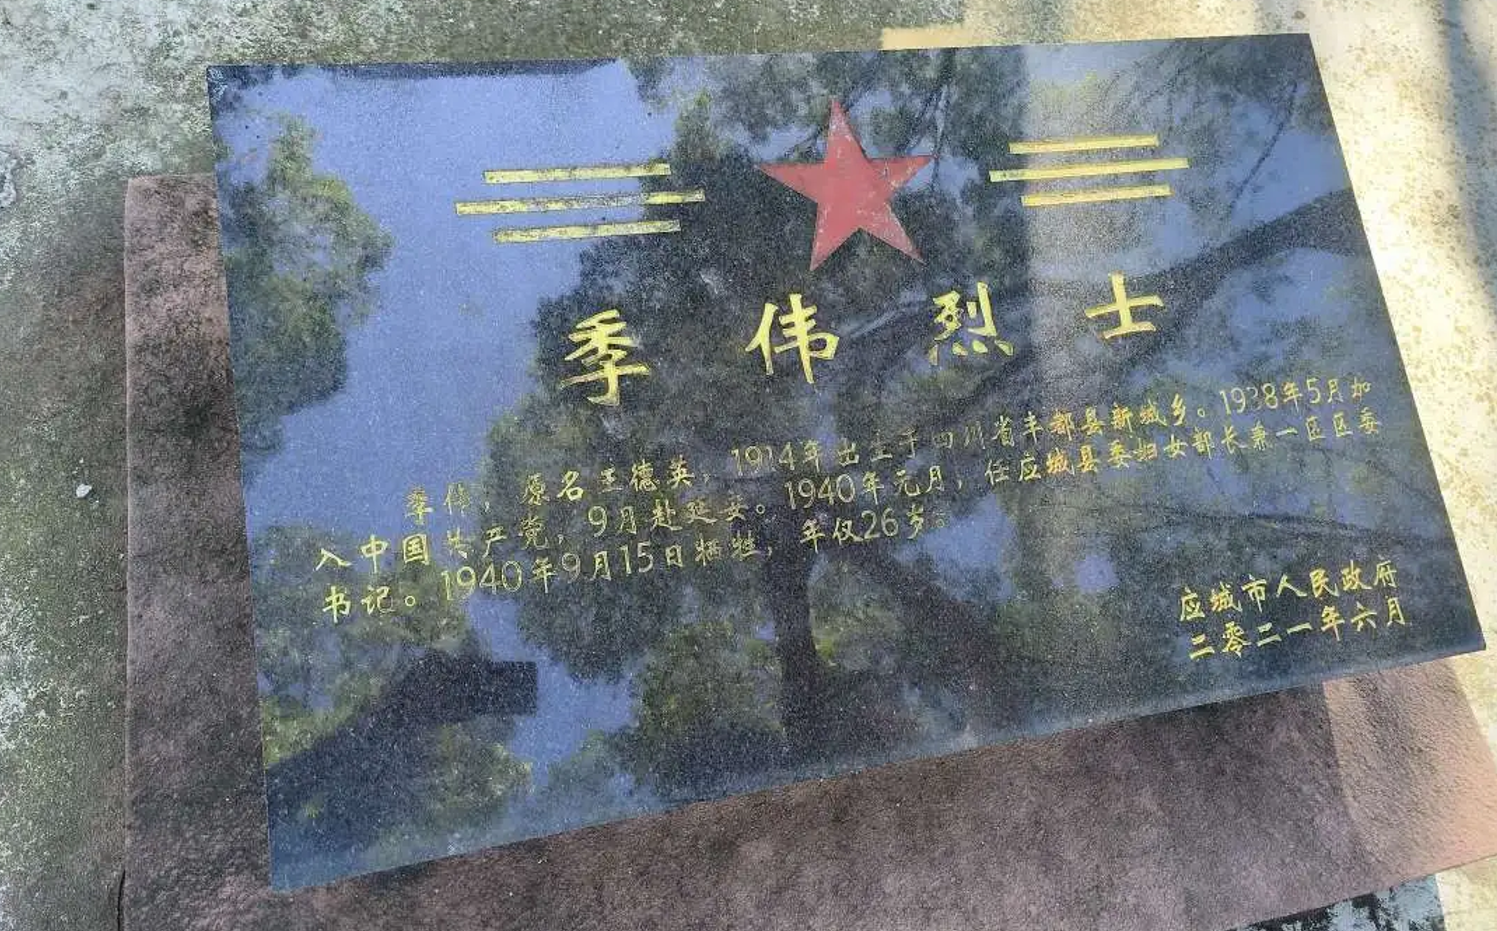 季伟烈士
季伟，原名王德英，1914年出生于四川省丰都县新城乡。1938年5月加
入中国共产党，9月赴延安。1940年元月，任应城县委妇女部长兼一区区委
书记。1940年9月15日牺牲，年仅26岁。
应城市人民政府
二零二一年六月